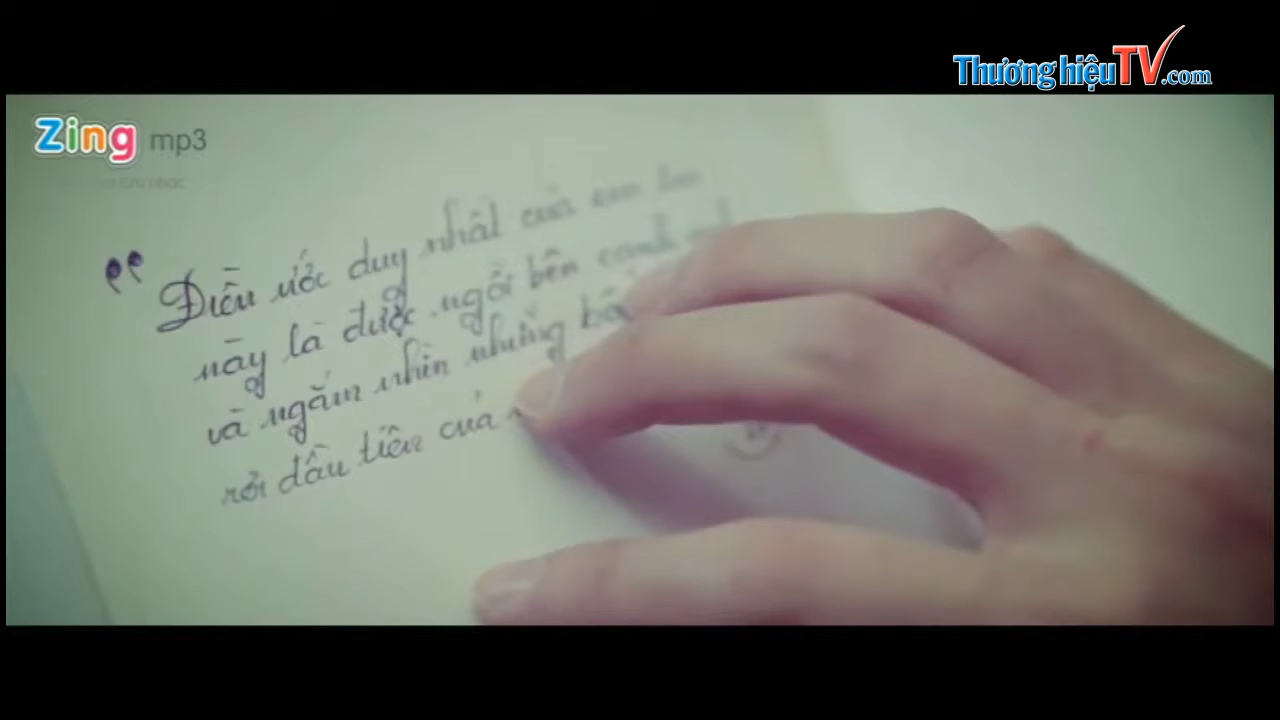 ThươnghiệuTV.com
Zing mp3
“ Điều ước duy nhất của em lúc
này là được ngồi bên cạnh
và ngắm nhìn những
rơi đầu tiên của